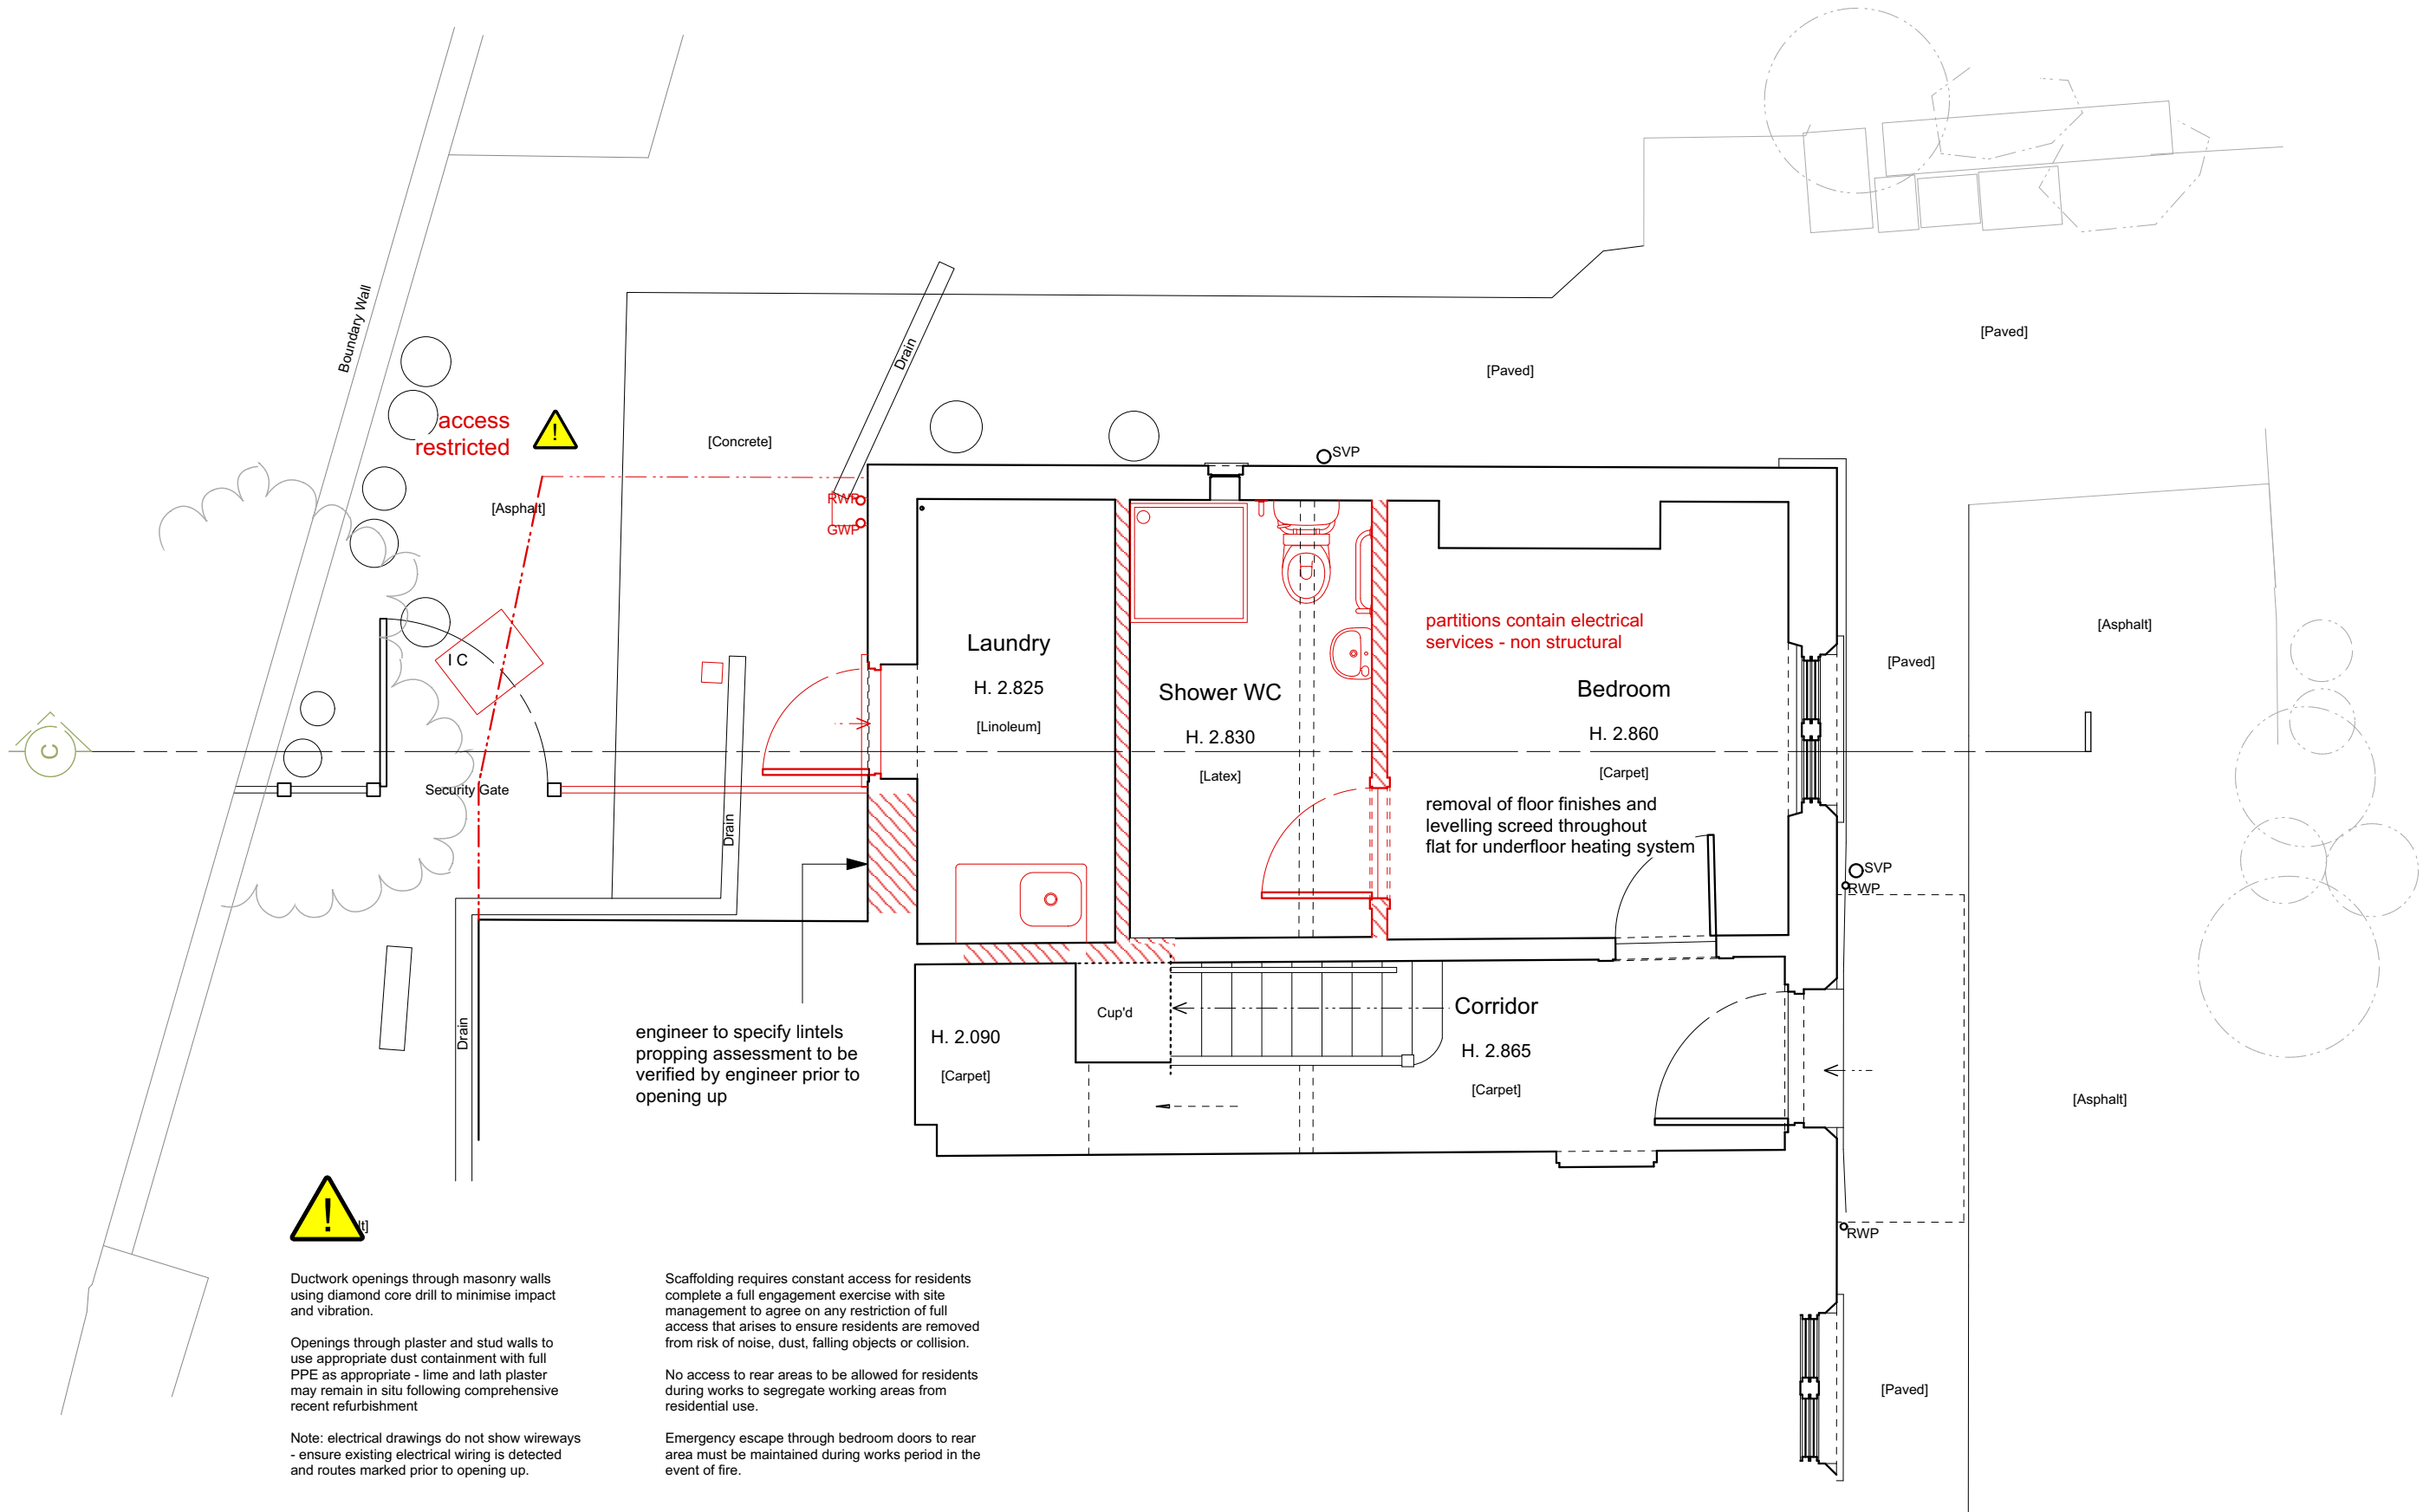 Boundary Wall
Drain
[Paved]
[Paved]
access
restricted
!
[Concrete]
SVP
RWP
[Asphalt]
GWP
partitions contain electrical
services - non structural
[Asphalt]
I C
Laundry
H. 2.825
[Linoleum]
Shower WC
H. 2.830
[Latex]
Bedroom
H. 2.860
[Carpet]
[Paved]
C
Security Gate
Drain
removal of floor finishes and
levelling screed throughout
flat for underfloor heating system
SVP
RWP
Drain
engineer to specify lintels
propping assessment to be
verified by engineer prior to
opening up
H. 2.090
[Carpet]
Cup'd
Corridor
H. 2.865
[Carpet]
[Asphalt]
RWP
!
lt]
Ductwork openings through masonry walls
using diamond core drill to minimise impact
and vibration.
Openings through plaster and stud walls to
use appropriate dust containment with full
PPE as appropriate - lime and lath plaster
may remain in situ following comprehensive
recent refurbishment
Note: electrical drawings do not show wireways
- ensure existing electrical wiring is detected
and routes marked prior to opening up.
Scaffolding requires constant access for residents
complete a full engagement exercise with site
management to agree on any restriction of full
access that arises to ensure residents are removed
from risk of noise, dust, falling objects or collision.
No access to rear areas to be allowed for residents
during works to segregate working areas from
residential use.
Emergency escape through bedroom doors to rear
area must be maintained during works period in the
event of fire.
[Paved]